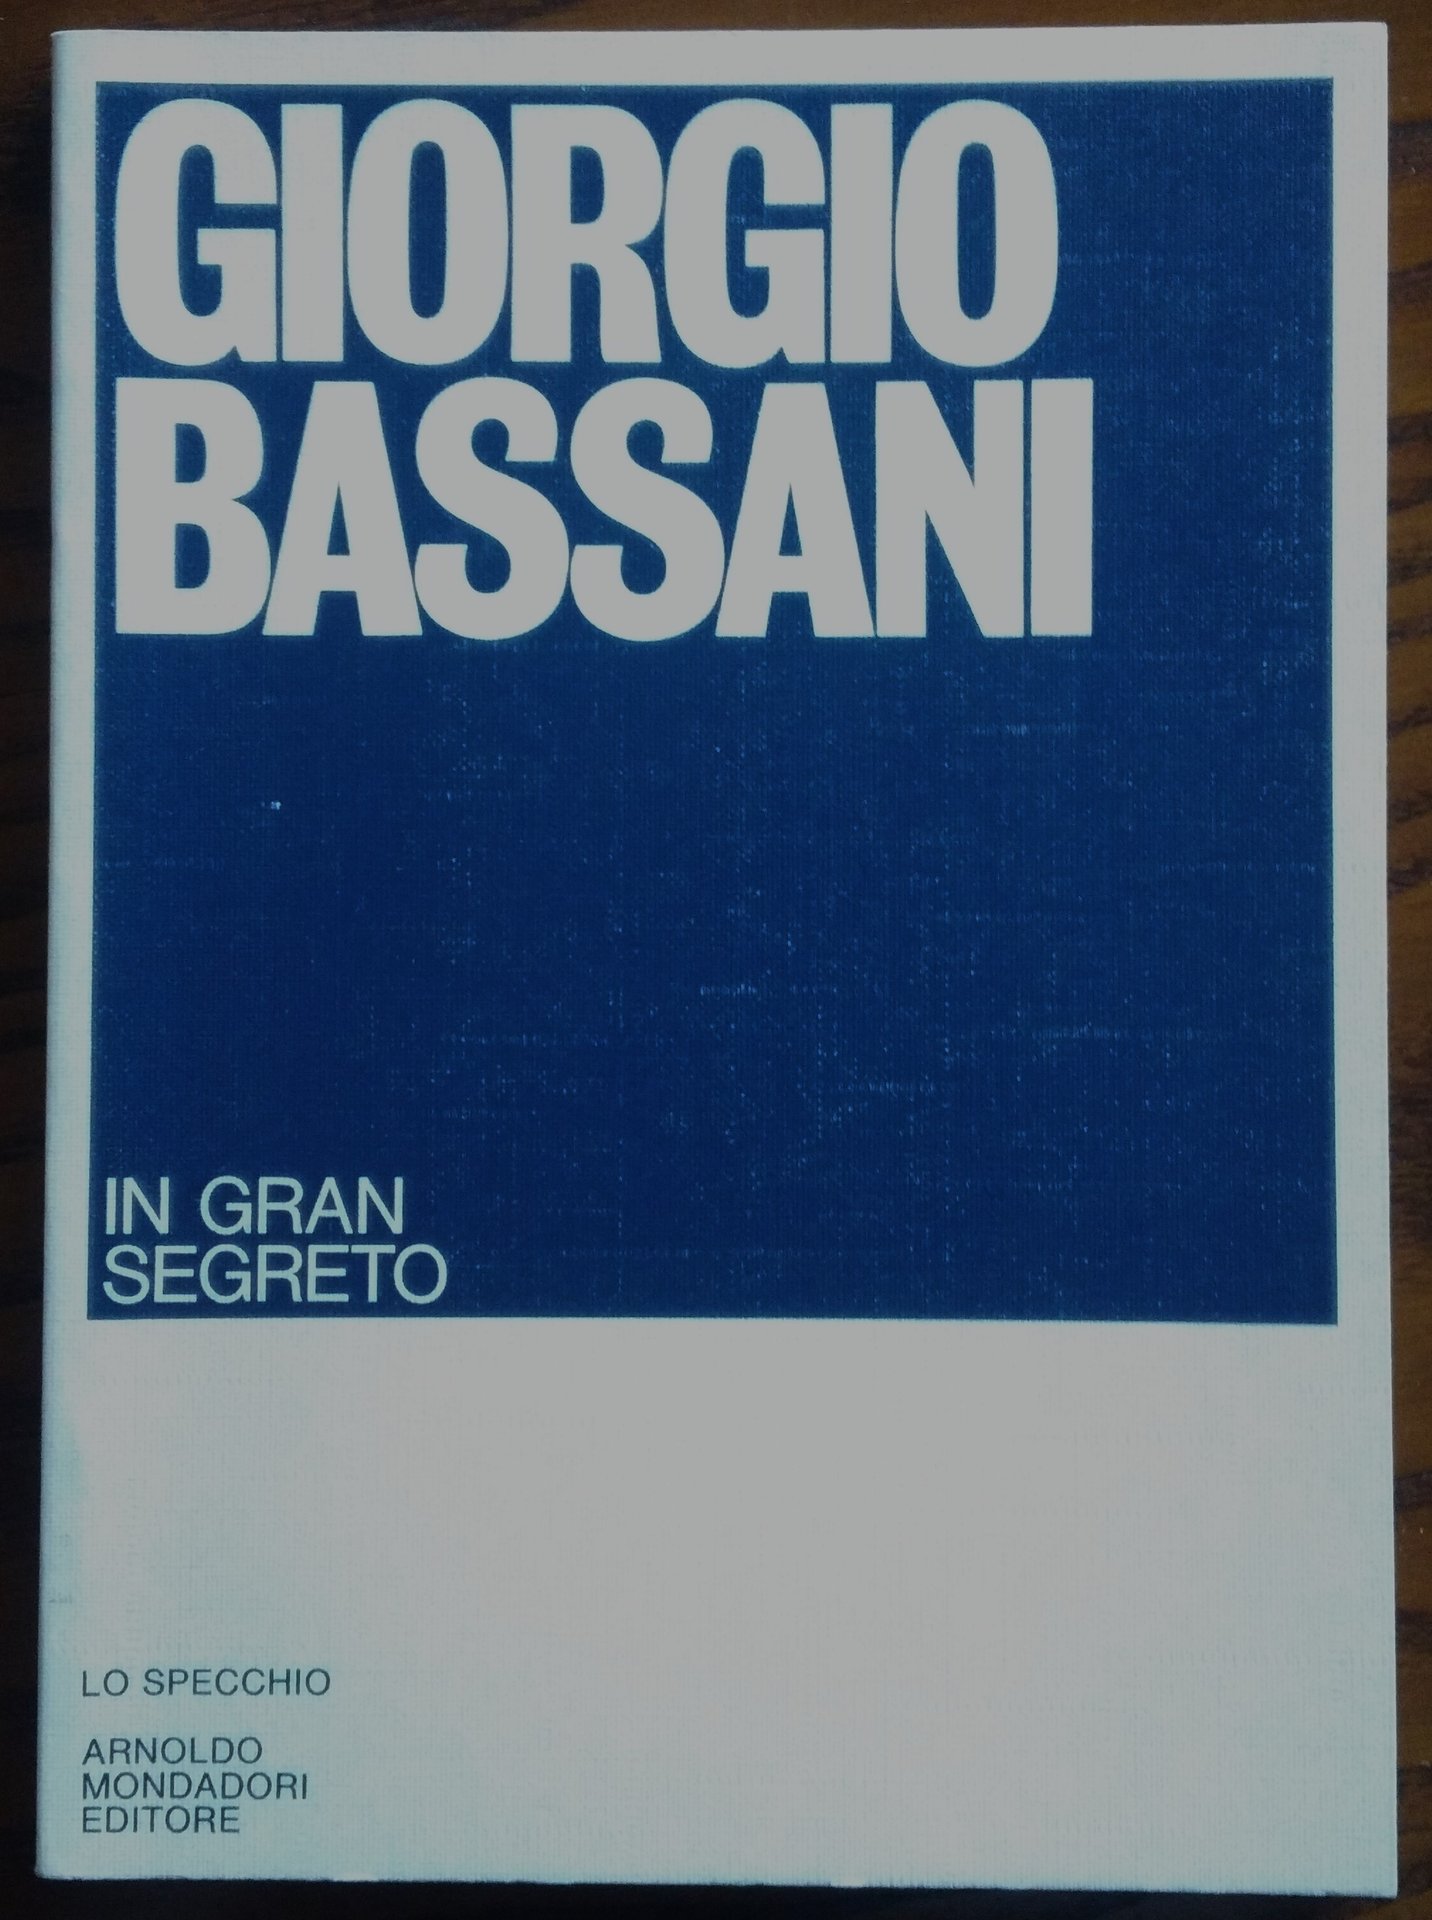 GIORGIO
BASSANI
IN GRAN
SEGRETO
LO SPECCHIO
ARNOLDO
MONDADORI
EDITORE